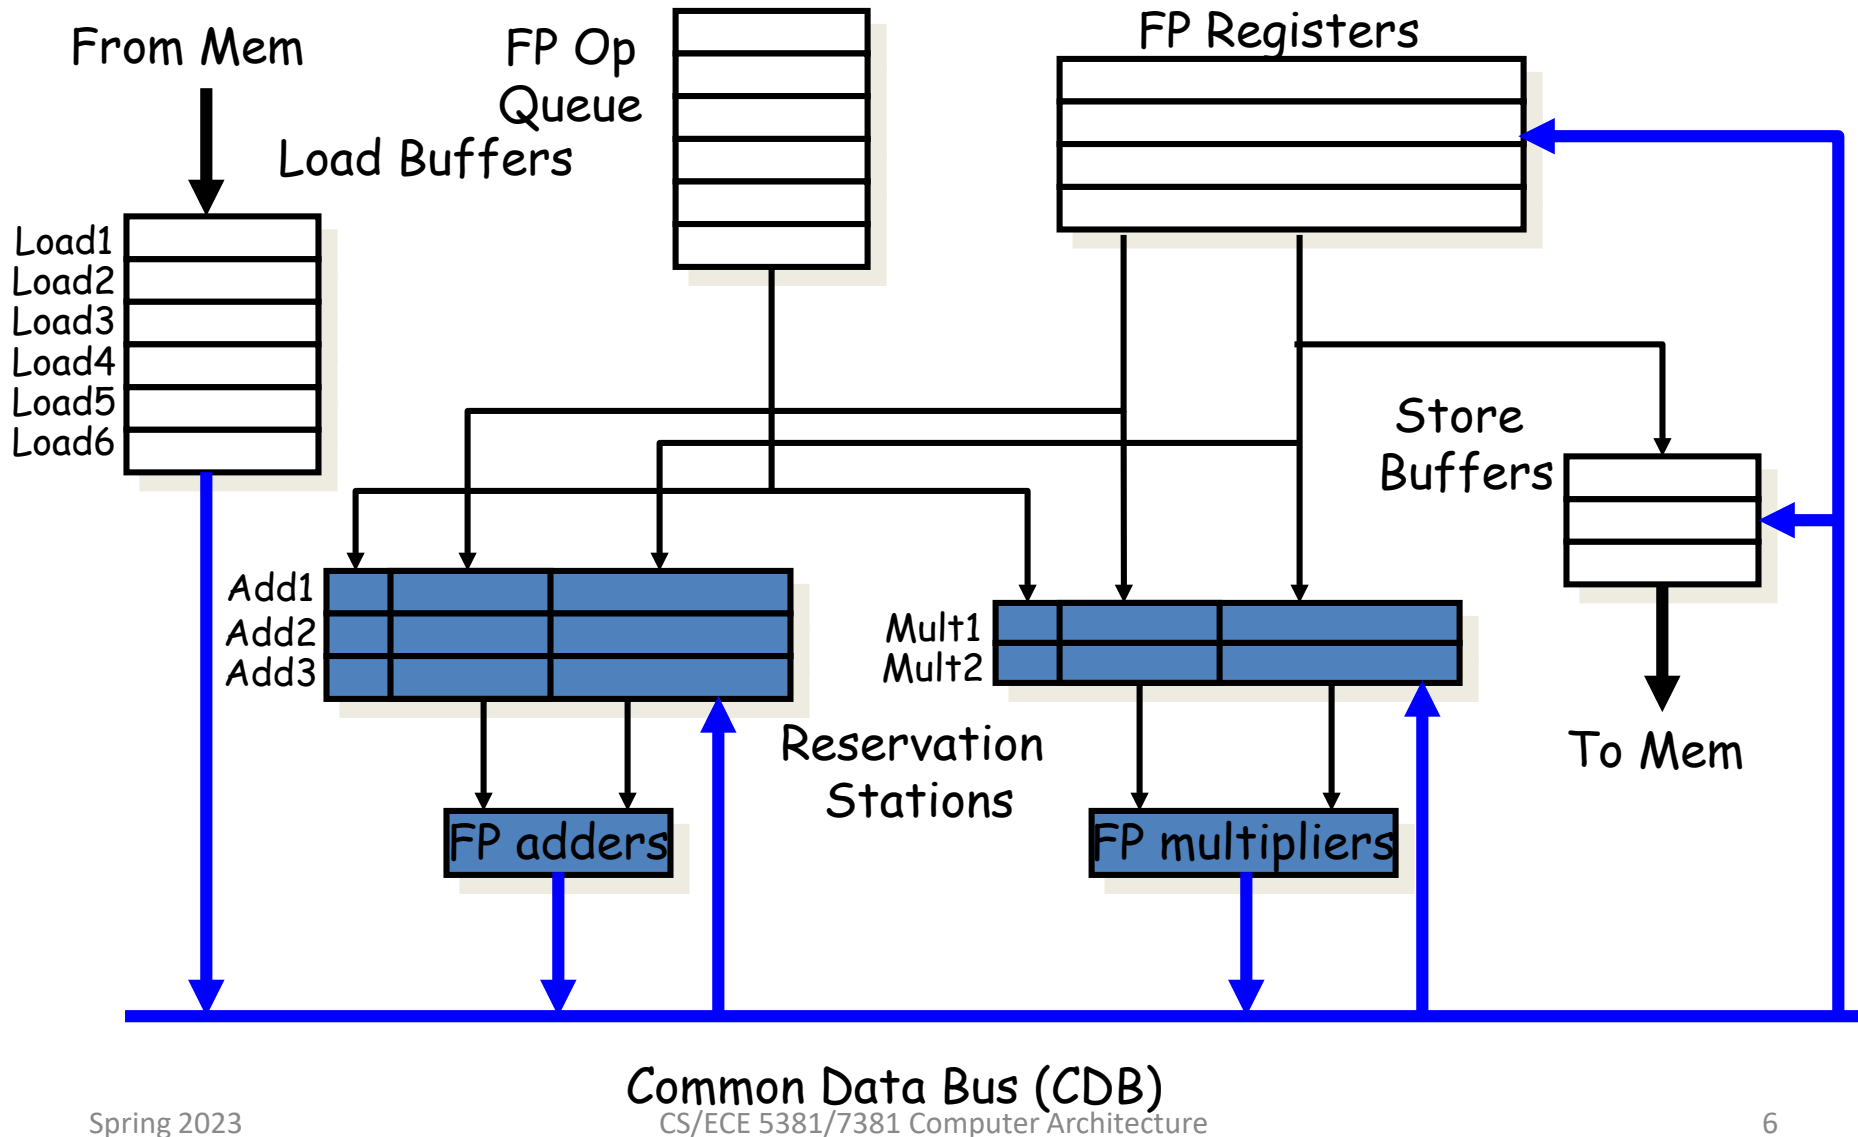 From Mem
FP Op
Queue
FP Registers
Load Buffers
Load1
Load2
Load3
Load4
Load5
Load6
Store
Buffers
Add1
Add2
Add3
Mult1
Mult2
Reservation
Stations
To Mem
FP adders
FP multipliers
Common Data Bus (CDB)
Spring 2023
CS/ECE 5381/7381 Computer Architecture
6